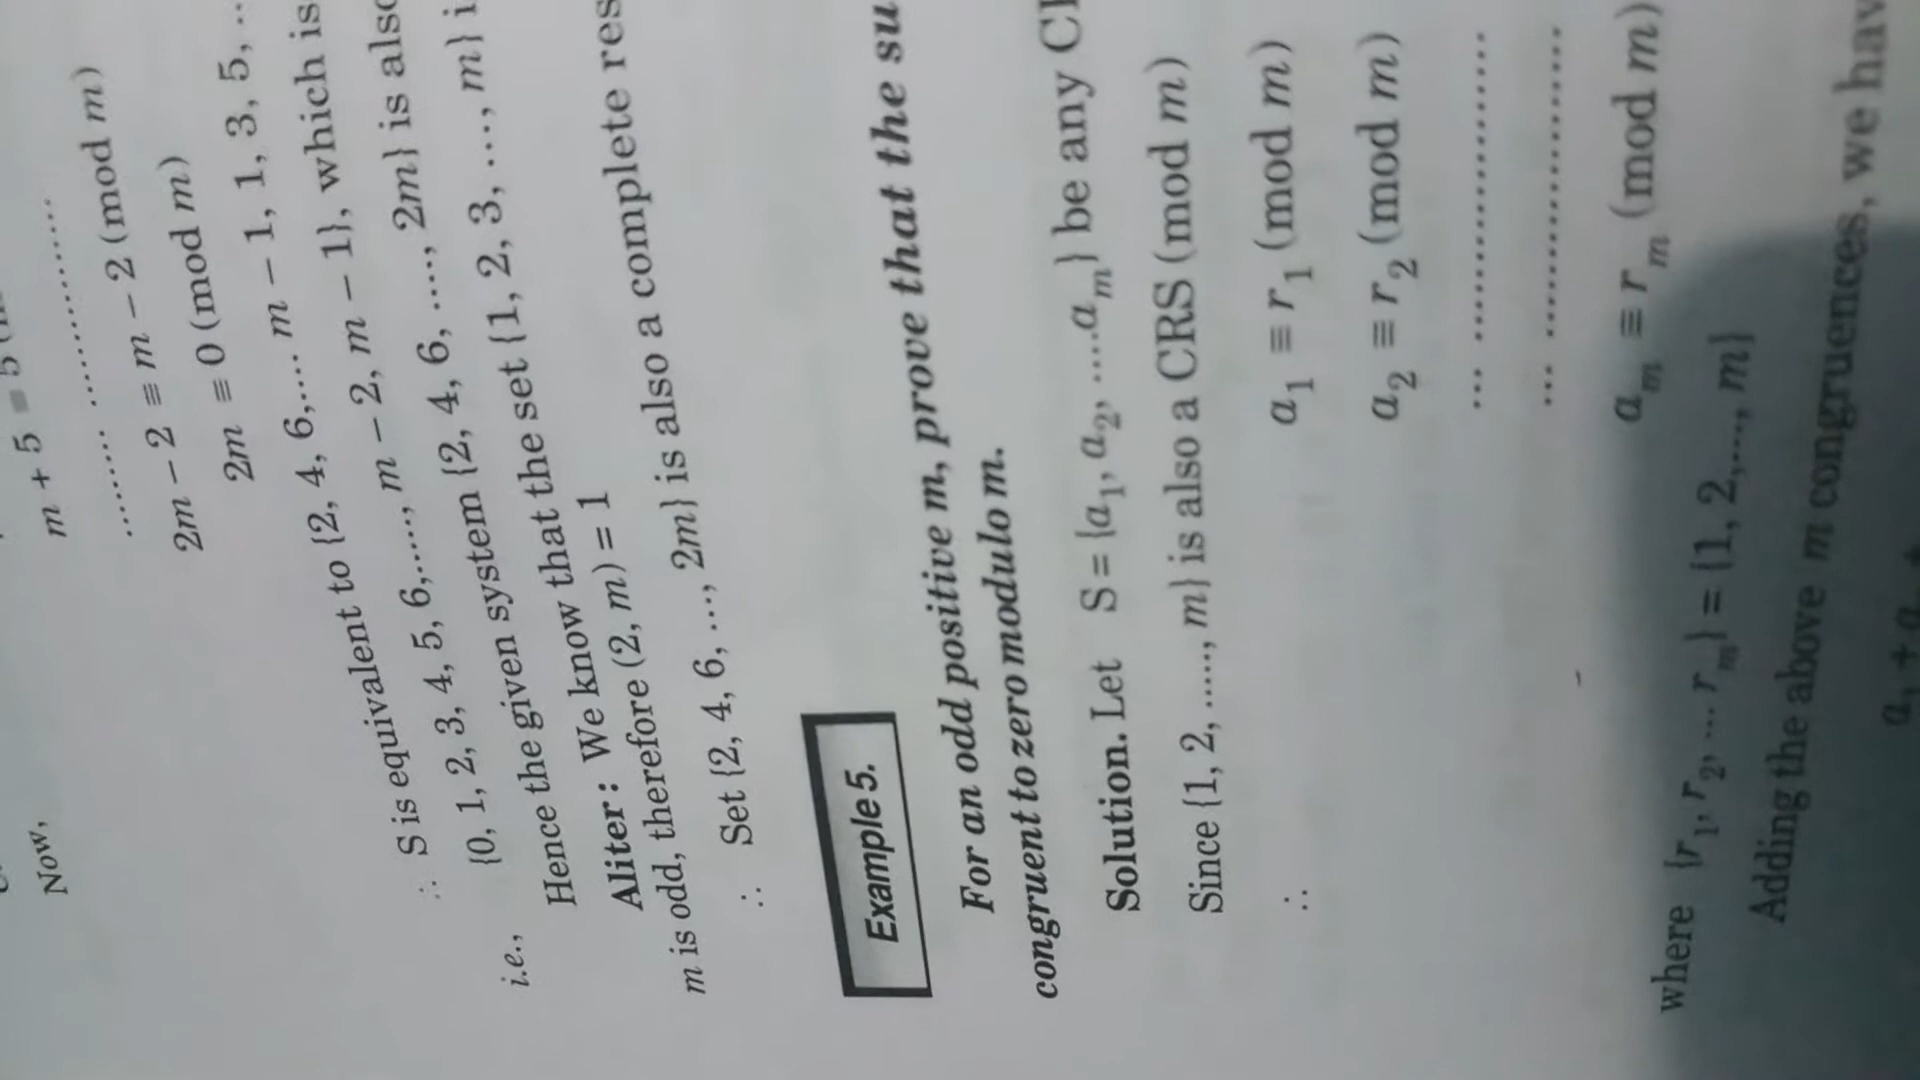 m + 5
Now, ......... .....................
2m − 2 ≡ m − 2 (mod m)
2m ≡ 0 (mod m)
∴ S is equivalent to {2, 4, 6,.... m − 1, 1, 3, 5, ..
i.e., {0, 1, 2, 3, 4, 5, 6,....., m − 2, m − 1}, which is
Hence the given system {2, 4, 6, ....., 2m} is also
Aliter : We know that the set {1, 2, 3, ...., m} i
m is odd, therefore (2, m) = 1
∴ Set {2, 4, 6, ..., 2m} is also a complete res
Example 5.
For an odd positive m, prove that the su
congruent to zero modulo m.
Solution. Let S = {a₁, a₂, ....aₘ} be any
Since {1, 2, ....., m} is also a CRS (mod m)
∴ a₁ ≡ r₁ (mod m)
a₂ ≡ r₂ (mod m)
... .....................
... .....................
aₘ ≡ rₘ (mod m)
where {r₁, r₂, ... rₘ} = {1, 2,..., m}
Adding the above m congruences, we hav
a₁ +